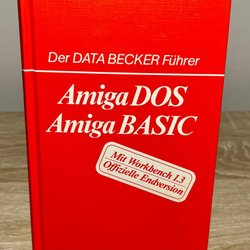 Der DATA BECKER Führer
Amiga DOS
Amiga BASIC
Mit Workbench 1.3
Offizielle Endversion